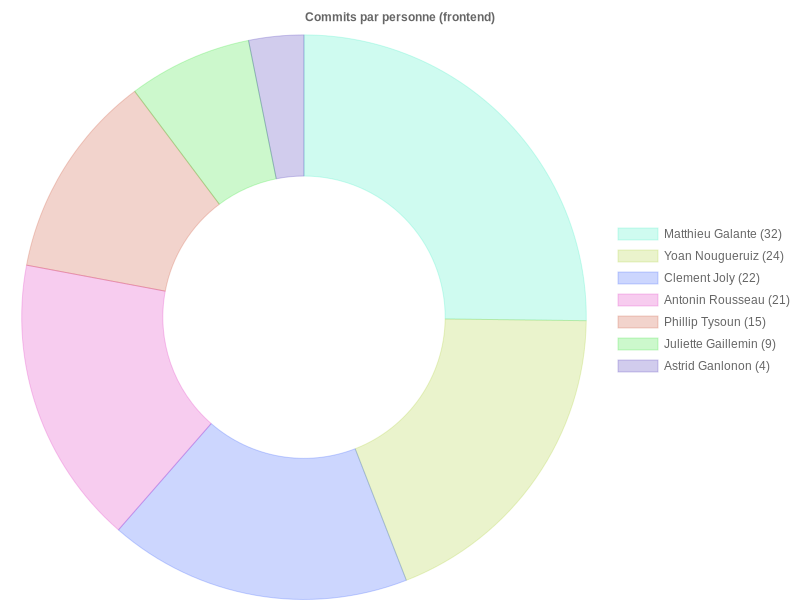 Commits par personne (frontend)
Matthieu Galante (32)
Yoan Nougueruiz (24)
Clement Joly (22)
Antonin Rousseau (21)
Phillip Tysoun (15)
Juliette Gaillemin (9)
Astrid Ganlonon (4)